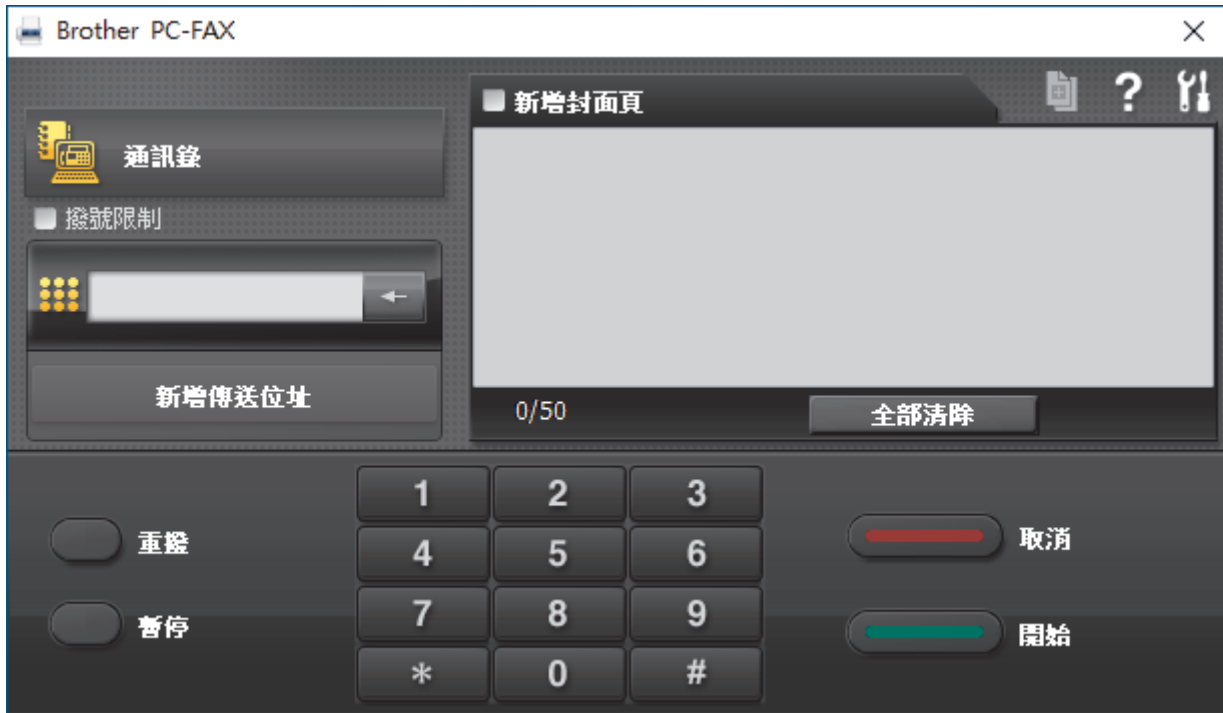 Brother PC-FAX
新增封面頁
?
通訊錄
撥號限制
新增傳送位址
0/50
全部清除
1 2 3
4 5 6
7 8 9
* 0 #
重撥
暫停
取消
開始